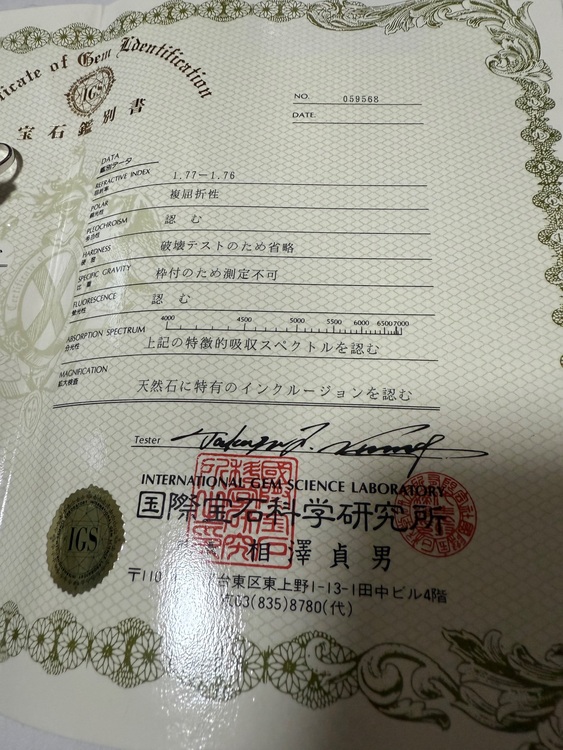 icate of Gem Identification
IGS
宝石鑑別書
NO. 059568
DATE
DATA
鑑別データ
REFRACTIVE INDEX 1.77－1.76
屈折率
POLAR 複屈折性
偏光性
PLEOCHROISM 認 む
多色性
HARDNESS 破壊テストのため省略
硬 度
SPECIFIC GRAVITY 枠付のため測定不可
比 重
FLUORESCENCE 認 む
蛍光性
4000 4500 5000 5500 6000 65007000
ABSORPTION SPECTRUM 上記の特徴的吸収スペクトルを認む
分光性
MAGNIFICATION
拡大検査
天然石に特有のインクルージョンを認む
Tester
INTERNATIONAL GEM SCIENCE LABORATORY
国際宝石科学研究所
相澤貞男
IGS
〒110 台東区東上野1-13-1田中ビル4階
03(835)8780(代)